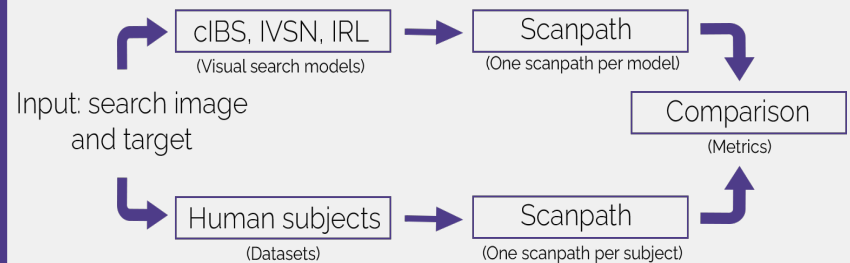 cIBS, IVSN, IRL
(Visual search models)
Scanpath
(One scanpath per model)
Input: search image
and target
Comparison
(Metrics)
Human subjects
(Datasets)
Scanpath
(One scanpath per subject)